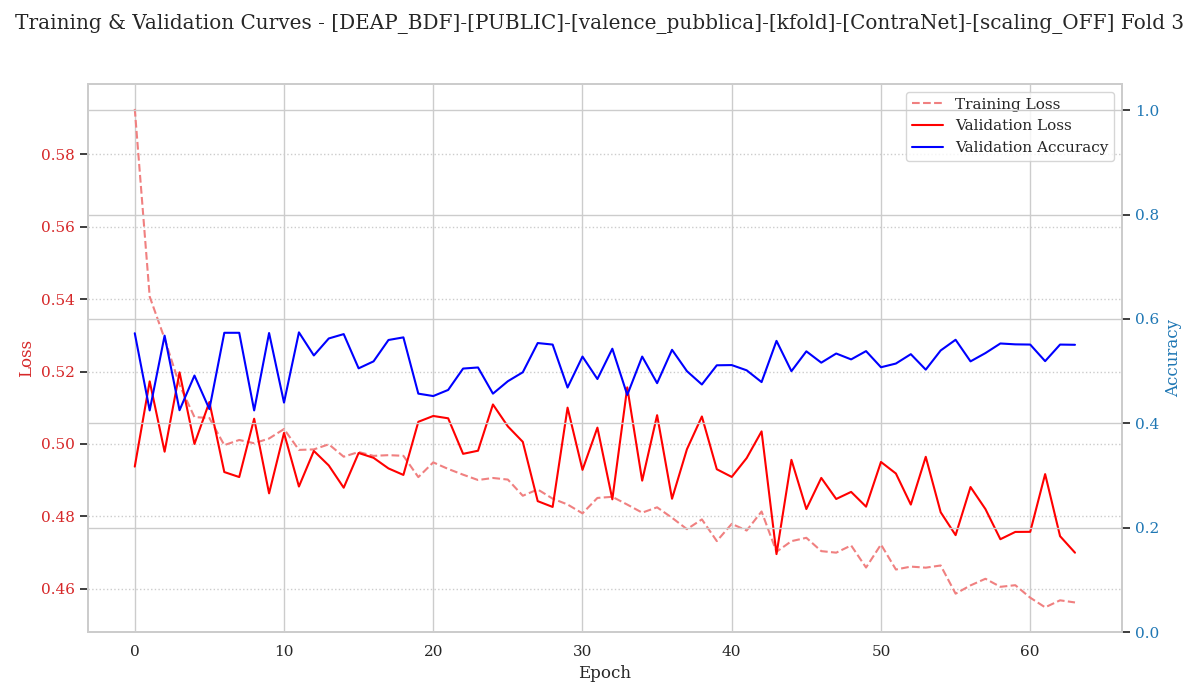 Training & Validation Curves - [DEAP_BDF]-[PUBLIC]-[valence_pubblica]-[kfold]-[ContraNet]-[scaling_OFF] Fold 3
Training Loss
Validation Loss
Validation Accuracy
Loss
0.58
0.56
0.54
0.52
0.50
0.48
0.46
1.0
0.8
0.6
0.4
0.2
0.0
Accuracy
0
10
20
30
40
50
60
Epoch